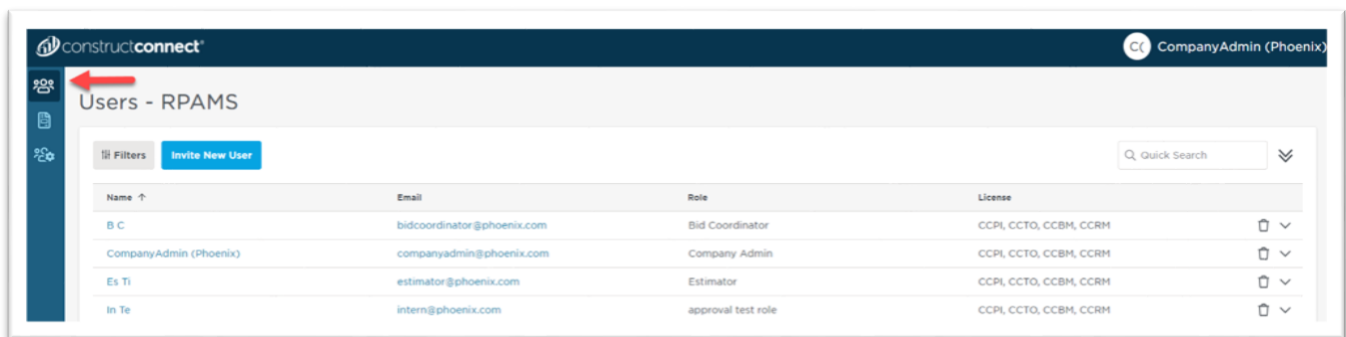 constructconnect®
C( CompanyAdmin (Phoenix)
Users - RPAMS
Filters Invite New User Quick Search
Name ↑ Email Role License
B C bidcoordinator@phoenix.com Bid Coordinator CCPI, CCTO, CCBM, CCRM
CompanyAdmin (Phoenix) companyadmin@phoenix.com Company Admin CCPI, CCTO, CCBM, CCRM
Es Ti estimator@phoenix.com Estimator CCPI, CCTO, CCBM, CCRM
In Te intern@phoenix.com approval test role CCPI, CCTO, CCBM, CCRM